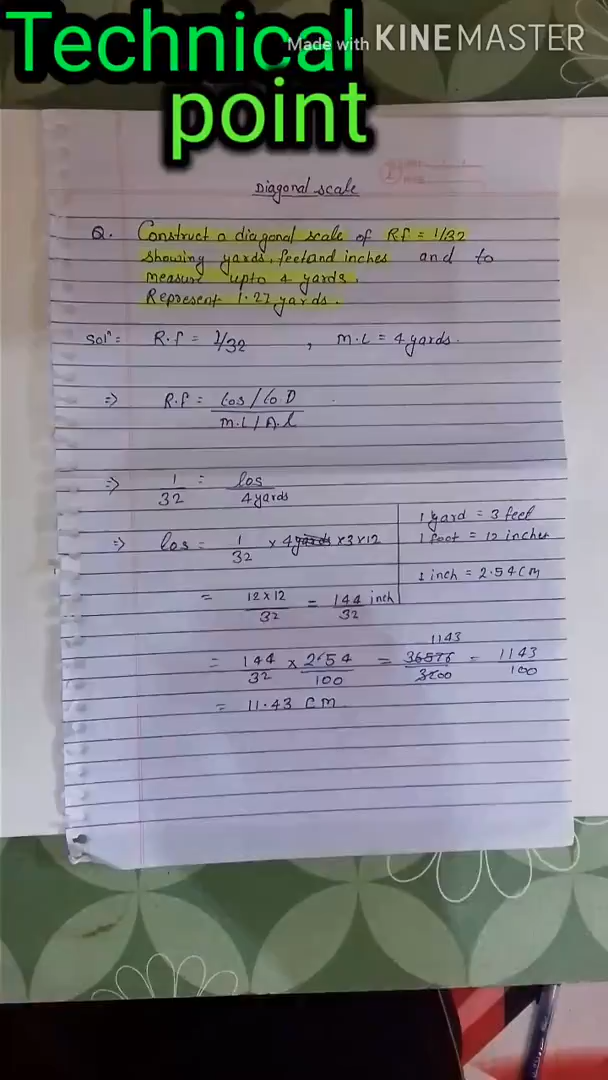 Technical
Made with KINEMASTER
point
Diagonal scale
Q. Construct a diagonal scale of Rf = 1/32
showing yards, feet and inches and to
measure upto 4 yards.
Represent 1.27 yards.
Solⁿ= R.f = 1/32 , M.L = 4 yards.
=> R.f = Los / Lo.D
M.L / A.L
=> 1/32 = los / 4 yards
=> los = 1/32 × 4 yards × 3 × 12
1 yard = 3 feet
1 foot = 12 inches
1 inch = 2.54 cm
= 12 × 12 / 32 = 144 / 32 inch
= 144 / 32 × 254 / 100 = 36576 / 3200 = 1143 / 100
1143
= 11.43 CM